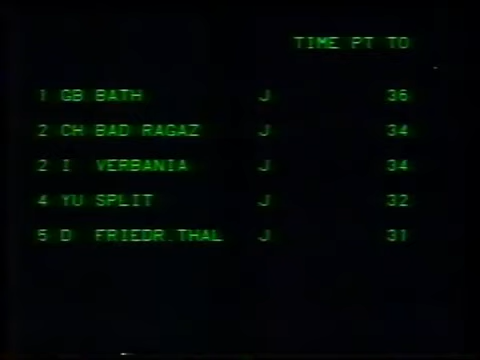 TIME PT TO
1 GB BATH J 36
2 CH BAD RAGAZ J 34
2 I VERBANIA J 34
4 YU SPLIT J 32
5 D FRIEDR.THAL J 31